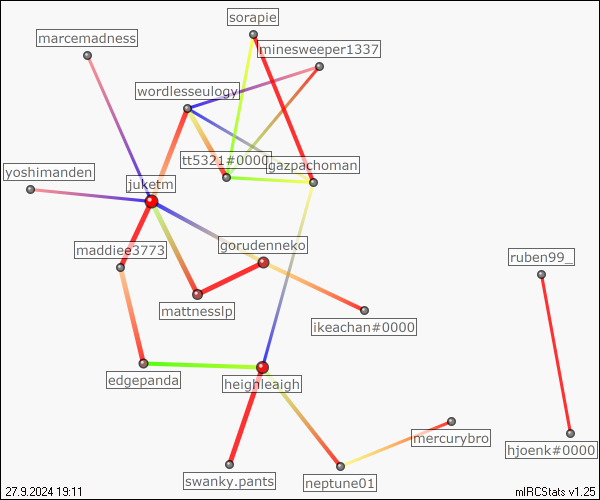 sorapie
marcemadness
minesweeper1337
wordlesseulogy
tt5321#0000
gazpachoman
yoshimanden
juketm
gorudenneko
maddiee3773
ruben99_
mattnesslp
ikeachan#0000
edgepanda
heighleaigh
mercurybro
hjoenk#0000
swanky.pants
neptune01
27.9.2024 19:11
mIRCStats v1.25